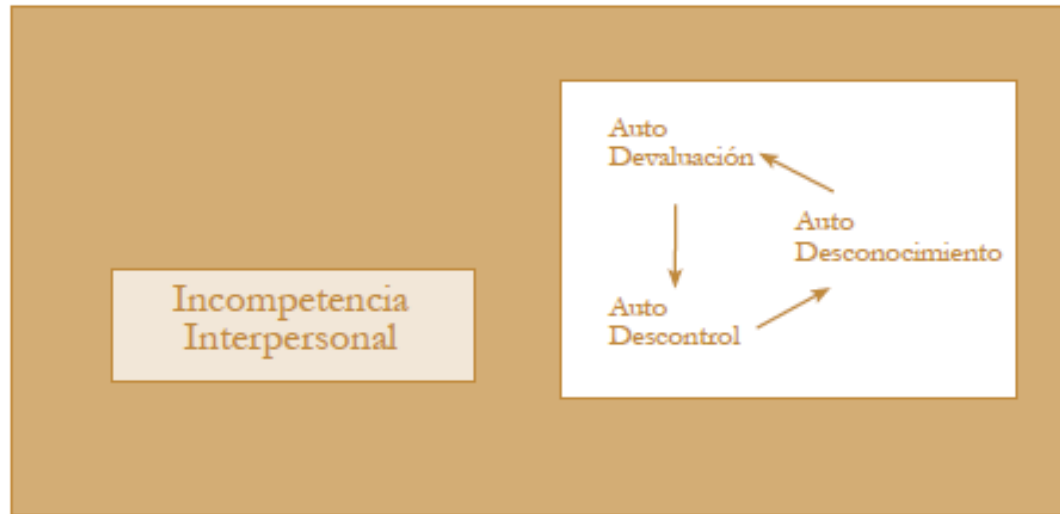 Auto
Devaluación
Auto
Desconocimiento
Incompetencia
Interpersonal
Auto
Descontrol